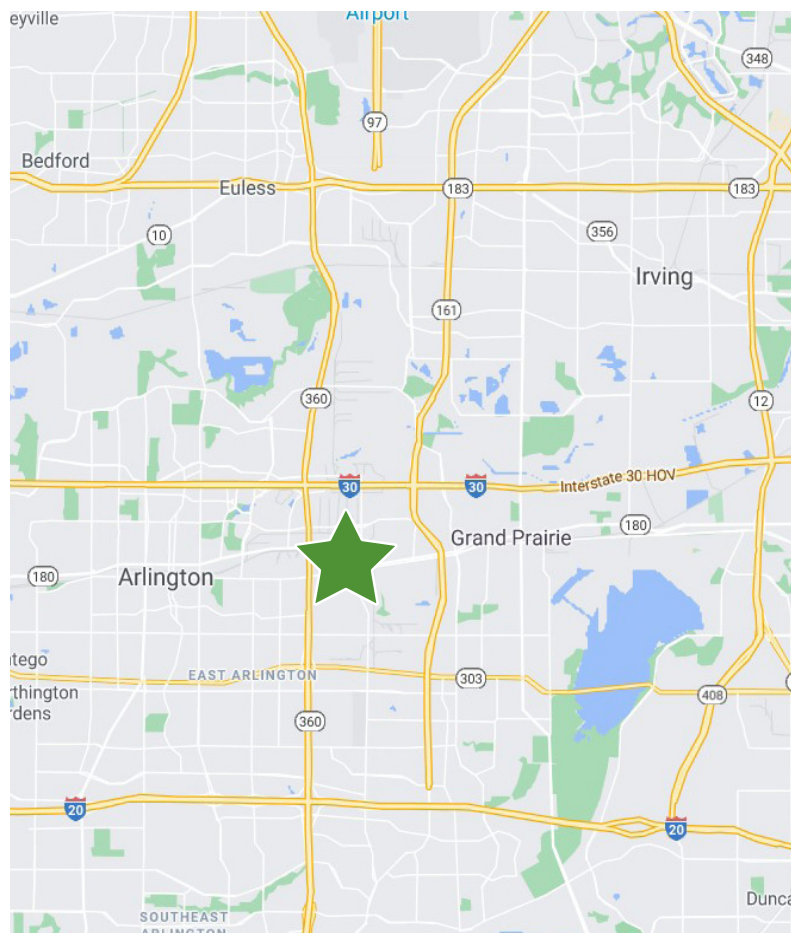 Airport
eyville
348
97
Bedford
Euless
183
183
10
356
Irving
161
360
12
30
30
Interstate 30 HOV
180
Grand Prairie
180
Arlington
ntego
EAST ARLINGTON
303
rthington
rdens
408
360
20
20
Dunca
SOUTHEAST
ARLINGTON